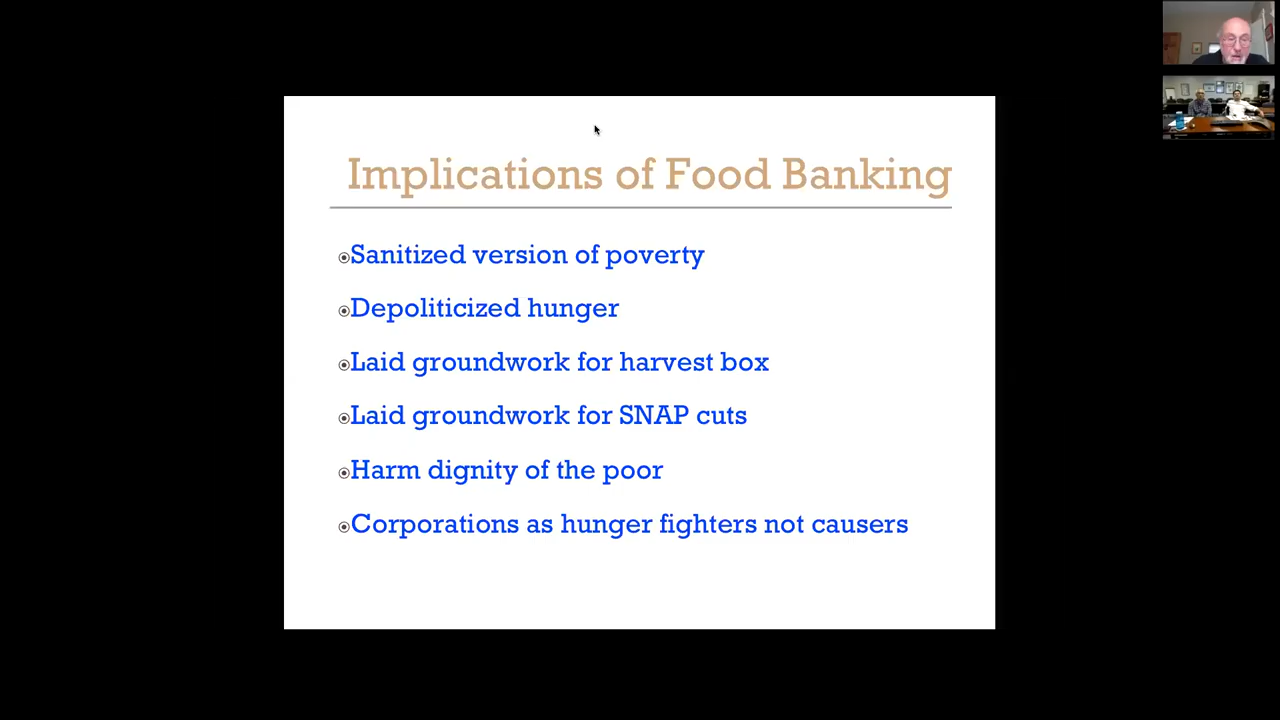 Implications of Food Banking
Sanitized version of poverty
Depoliticized hunger
Laid groundwork for harvest box
Laid groundwork for SNAP cuts
Harm dignity of the poor
Corporations as hunger fighters not causers